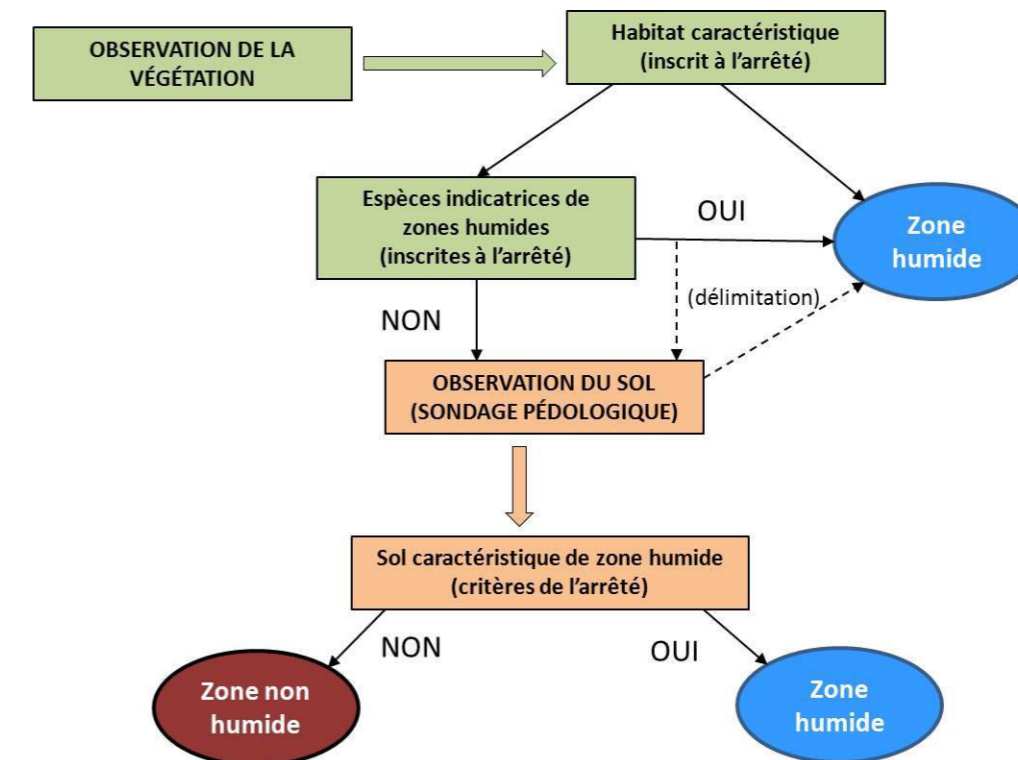 OBSERVATION DE LA
VÉGÉTATION
Habitat caractéristique
(inscrit à l’arrêté)
Espèces indicatrices de
zones humides
(inscrites à l’arrêté)
OUI
Zone
humide
(délimitation)
NON
OBSERVATION DU SOL
(SONDAGE PÉDOLOGIQUE)
Sol caractéristique de zone humide
(critères de l’arrêté)
NON
OUI
Zone non
humide
Zone
humide